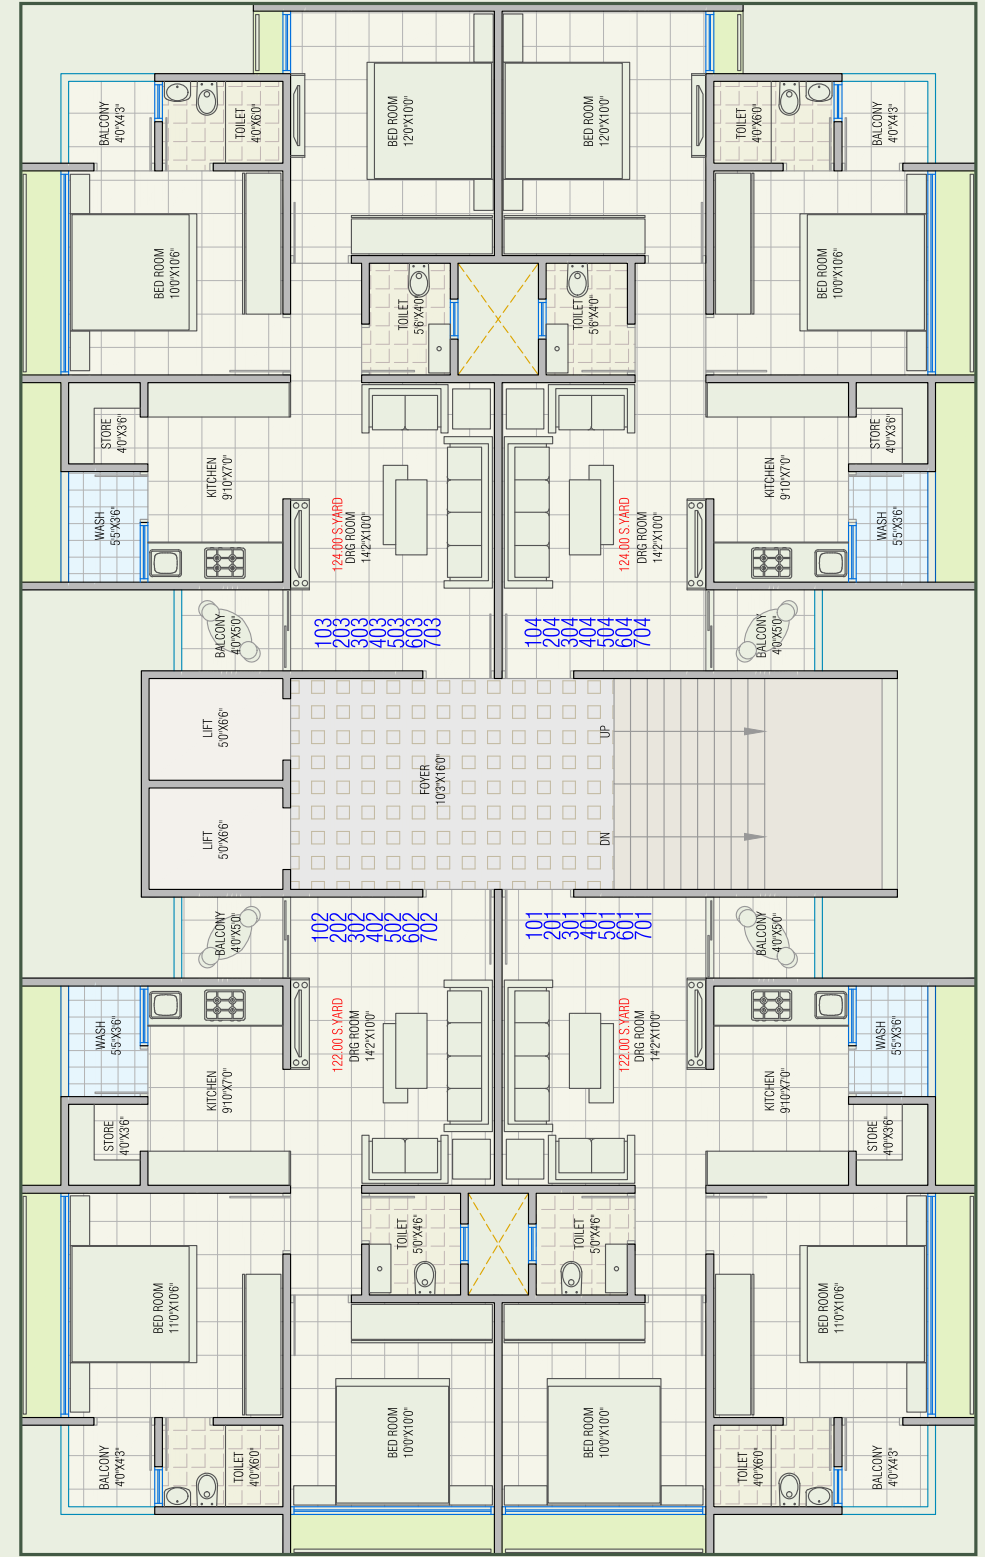 BALCONY
4'0"X4'3"
TOILET
4'0"X6'0"
BED ROOM
12'0"X10'0"
BED ROOM
12'0"X10'0"
TOILET
4'0"X6'0"
BALCONY
4'0"X4'3"
BED ROOM
10'0"X10'6"
TOILET
5'6"X4'0"
TOILET
5'6"X4'0"
BED ROOM
10'0"X10'6"
STORE
4'0"X3'6"
KITCHEN
9'10"X7'0"
KITCHEN
9'10"X7'0"
STORE
4'0"X3'6"
WASH
5'5"X3'6"
124.00 S.YARD
DRG ROOM
14'2"X10'0"
124.00 S.YARD
DRG ROOM
14'2"X10'0"
WASH
5'5"X3'6"
BALCONY
4'0"X5'0"
103
203
303
403
503
603
703
104
204
304
404
504
604
704
BALCONY
4'0"X5'0"
LIFT
5'0"X6'6"
FOYER
10'3"X16'0"
UP
LIFT
5'0"X6'6"
DN
BALCONY
4'0"X5'0"
102
202
302
402
502
602
702
101
201
301
401
501
601
701
BALCONY
4'0"X5'0"
WASH
5'5"X3'6"
122.00 S.YARD
DRG ROOM
14'2"X10'0"
122.00 S.YARD
DRG ROOM
14'2"X10'0"
WASH
5'5"X3'6"
KITCHEN
9'10"X7'0"
KITCHEN
9'10"X7'0"
STORE
4'0"X3'6"
STORE
4'0"X3'6"
TOILET
5'0"X4'6"
TOILET
5'0"X4'6"
BED ROOM
11'0"X10'6"
BED ROOM
11'0"X10'6"
BED ROOM
10'0"X10'0"
BED ROOM
10'0"X10'0"
BALCONY
4'0"X4'3"
TOILET
4'0"X6'0"
TOILET
4'0"X6'0"
BALCONY
4'0"X4'3"